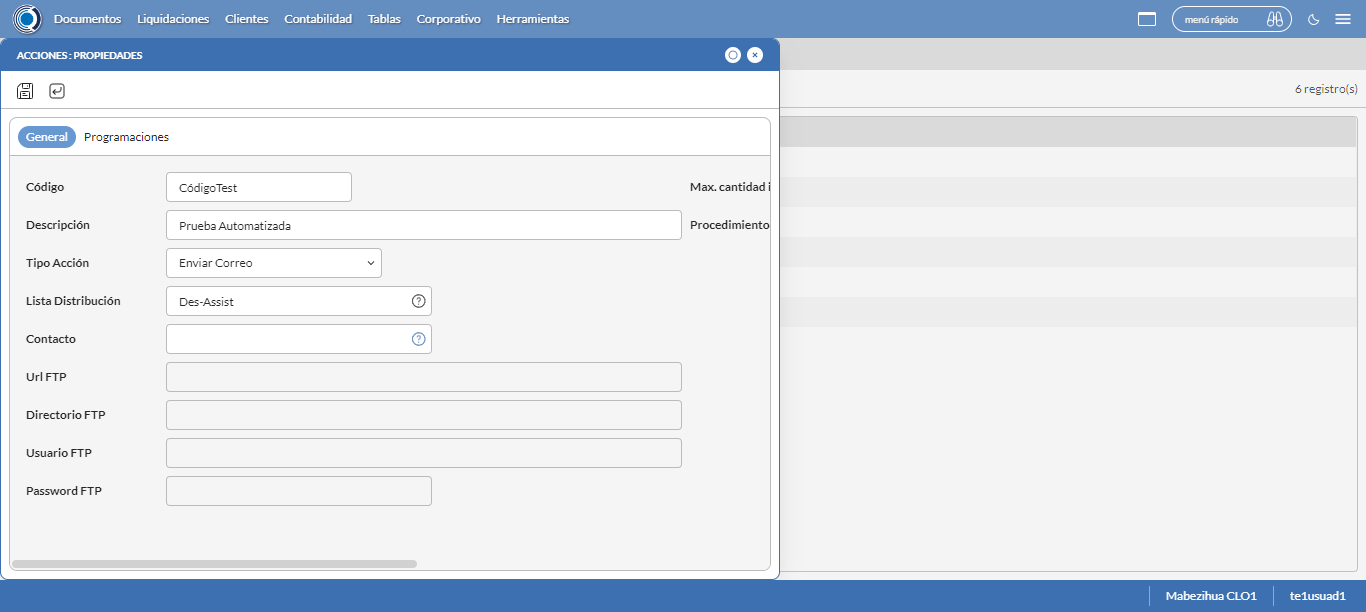 Documentos Liquidaciones Clientes Contabilidad Tablas Corporativo Herramientas menú rápido
ACCIONES : PROPIEDADES
6 registro(s)
General Programaciones
Código CódigoTest Max. cantidad i
Descripción Prueba Automatizada Procedimiento
Tipo Acción Enviar Correo
Lista Distribución Des-Assist
Contacto
Url FTP
Directorio FTP
Usuario FTP
Password FTP
Mabezihua CLO1 te1usuad1